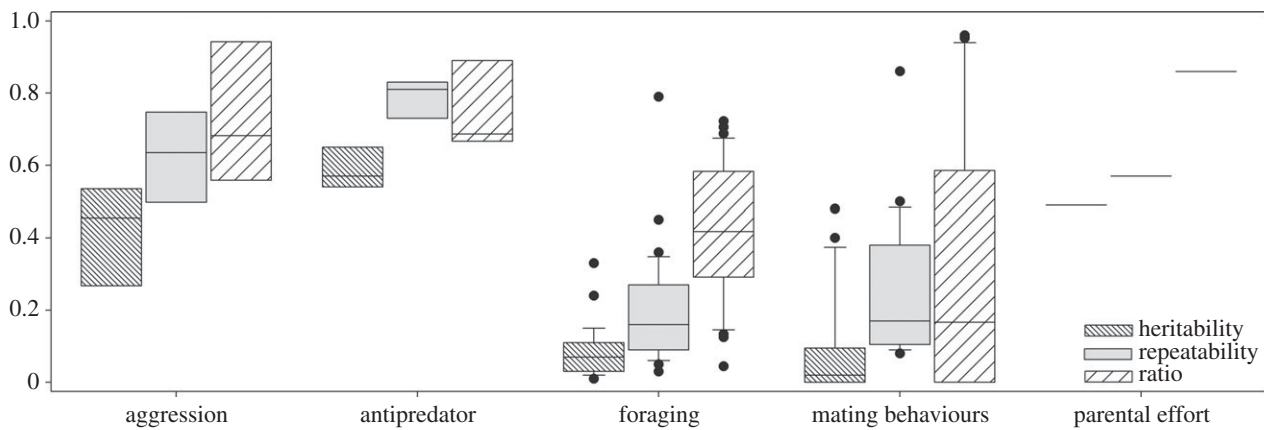 1.0
0.8
0.6
0.4
0.2
0
heritability
repeatability
ratio
aggression antipredator foraging mating behaviours parental effort